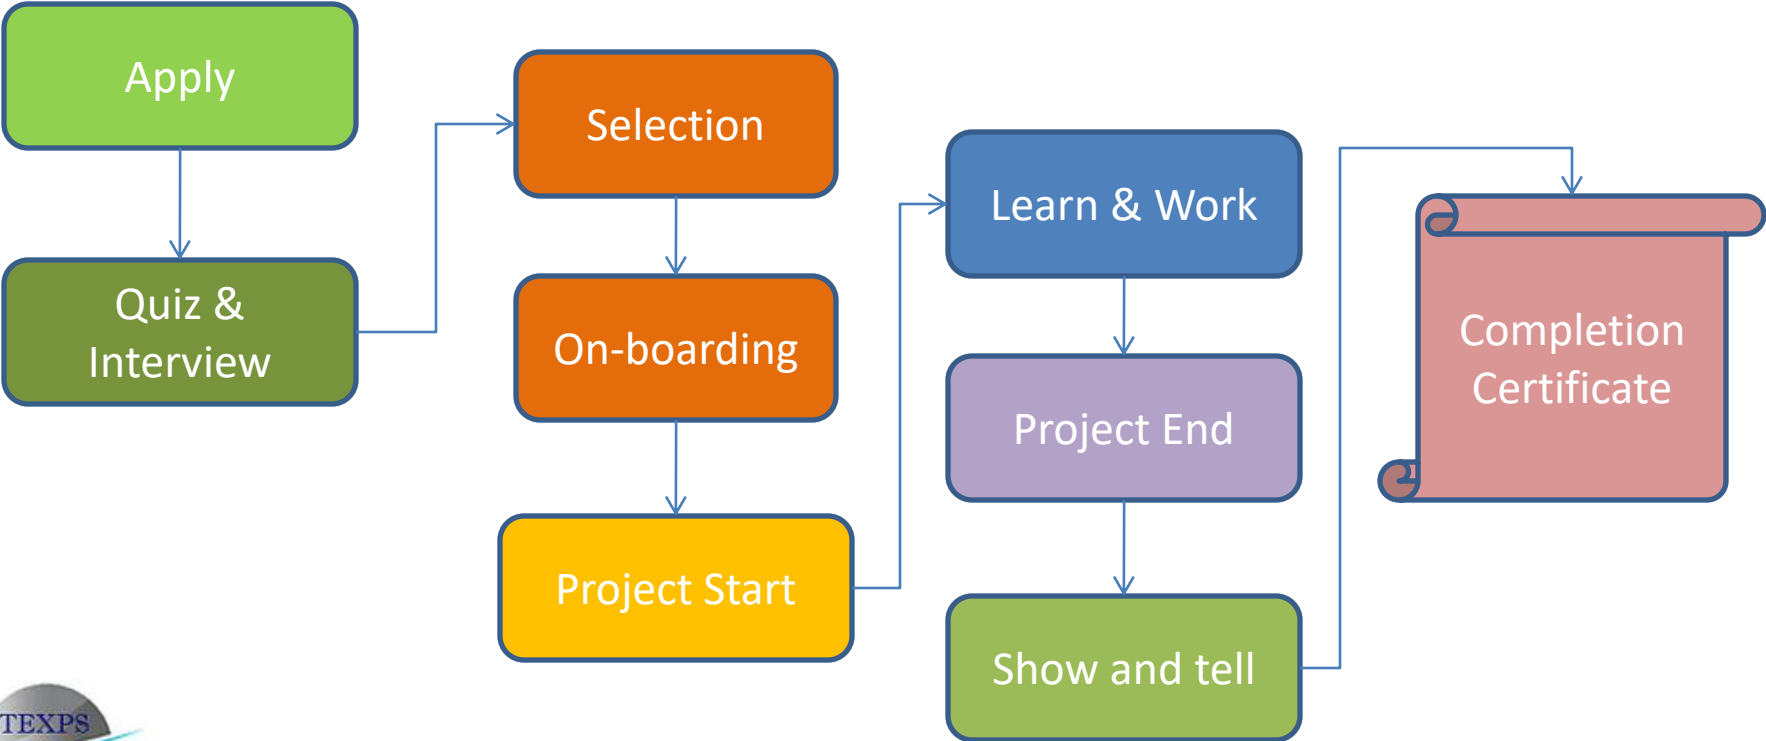 Apply
Quiz &
Interview
Selection
On-boarding
Project Start
Learn & Work
Project End
Show and tell
Completion
Certificate
TEXPS